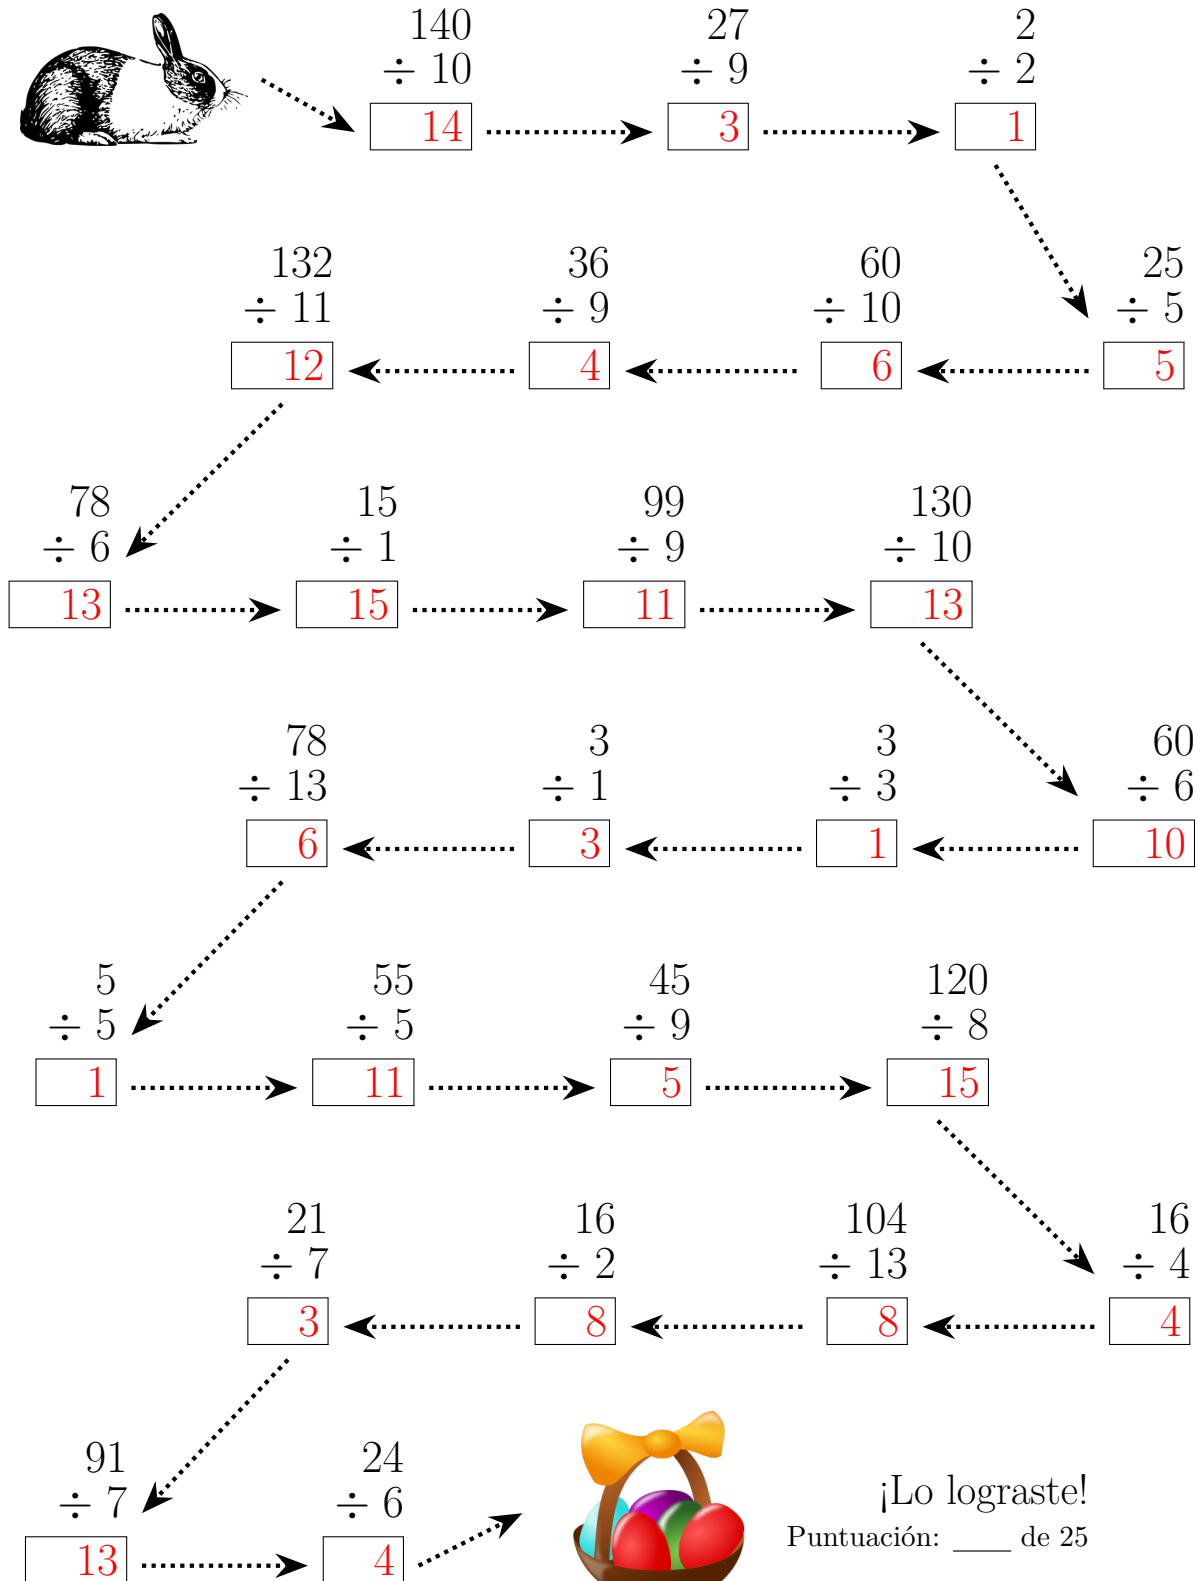 140 27 2
÷ 10 ÷ 9 ÷ 2
14 3 1
132 36 60 25
÷ 11 ÷ 9 ÷ 10 ÷ 5
12 4 6 5
78 15 99 130
÷ 6 ÷ 1 ÷ 9 ÷ 10
13 15 11 13
78 3 3 60
÷ 13 ÷ 1 ÷ 3 ÷ 6
6 3 1 10
5 55 45 120
÷ 5 ÷ 5 ÷ 9 ÷ 8
1 11 5 15
21 16 104 16
÷ 7 ÷ 2 ÷ 13 ÷ 4
3 8 8 4
91 24
÷ 7 ÷ 6
13 4
¡Lo lograste!
Puntuación: ____ de 25